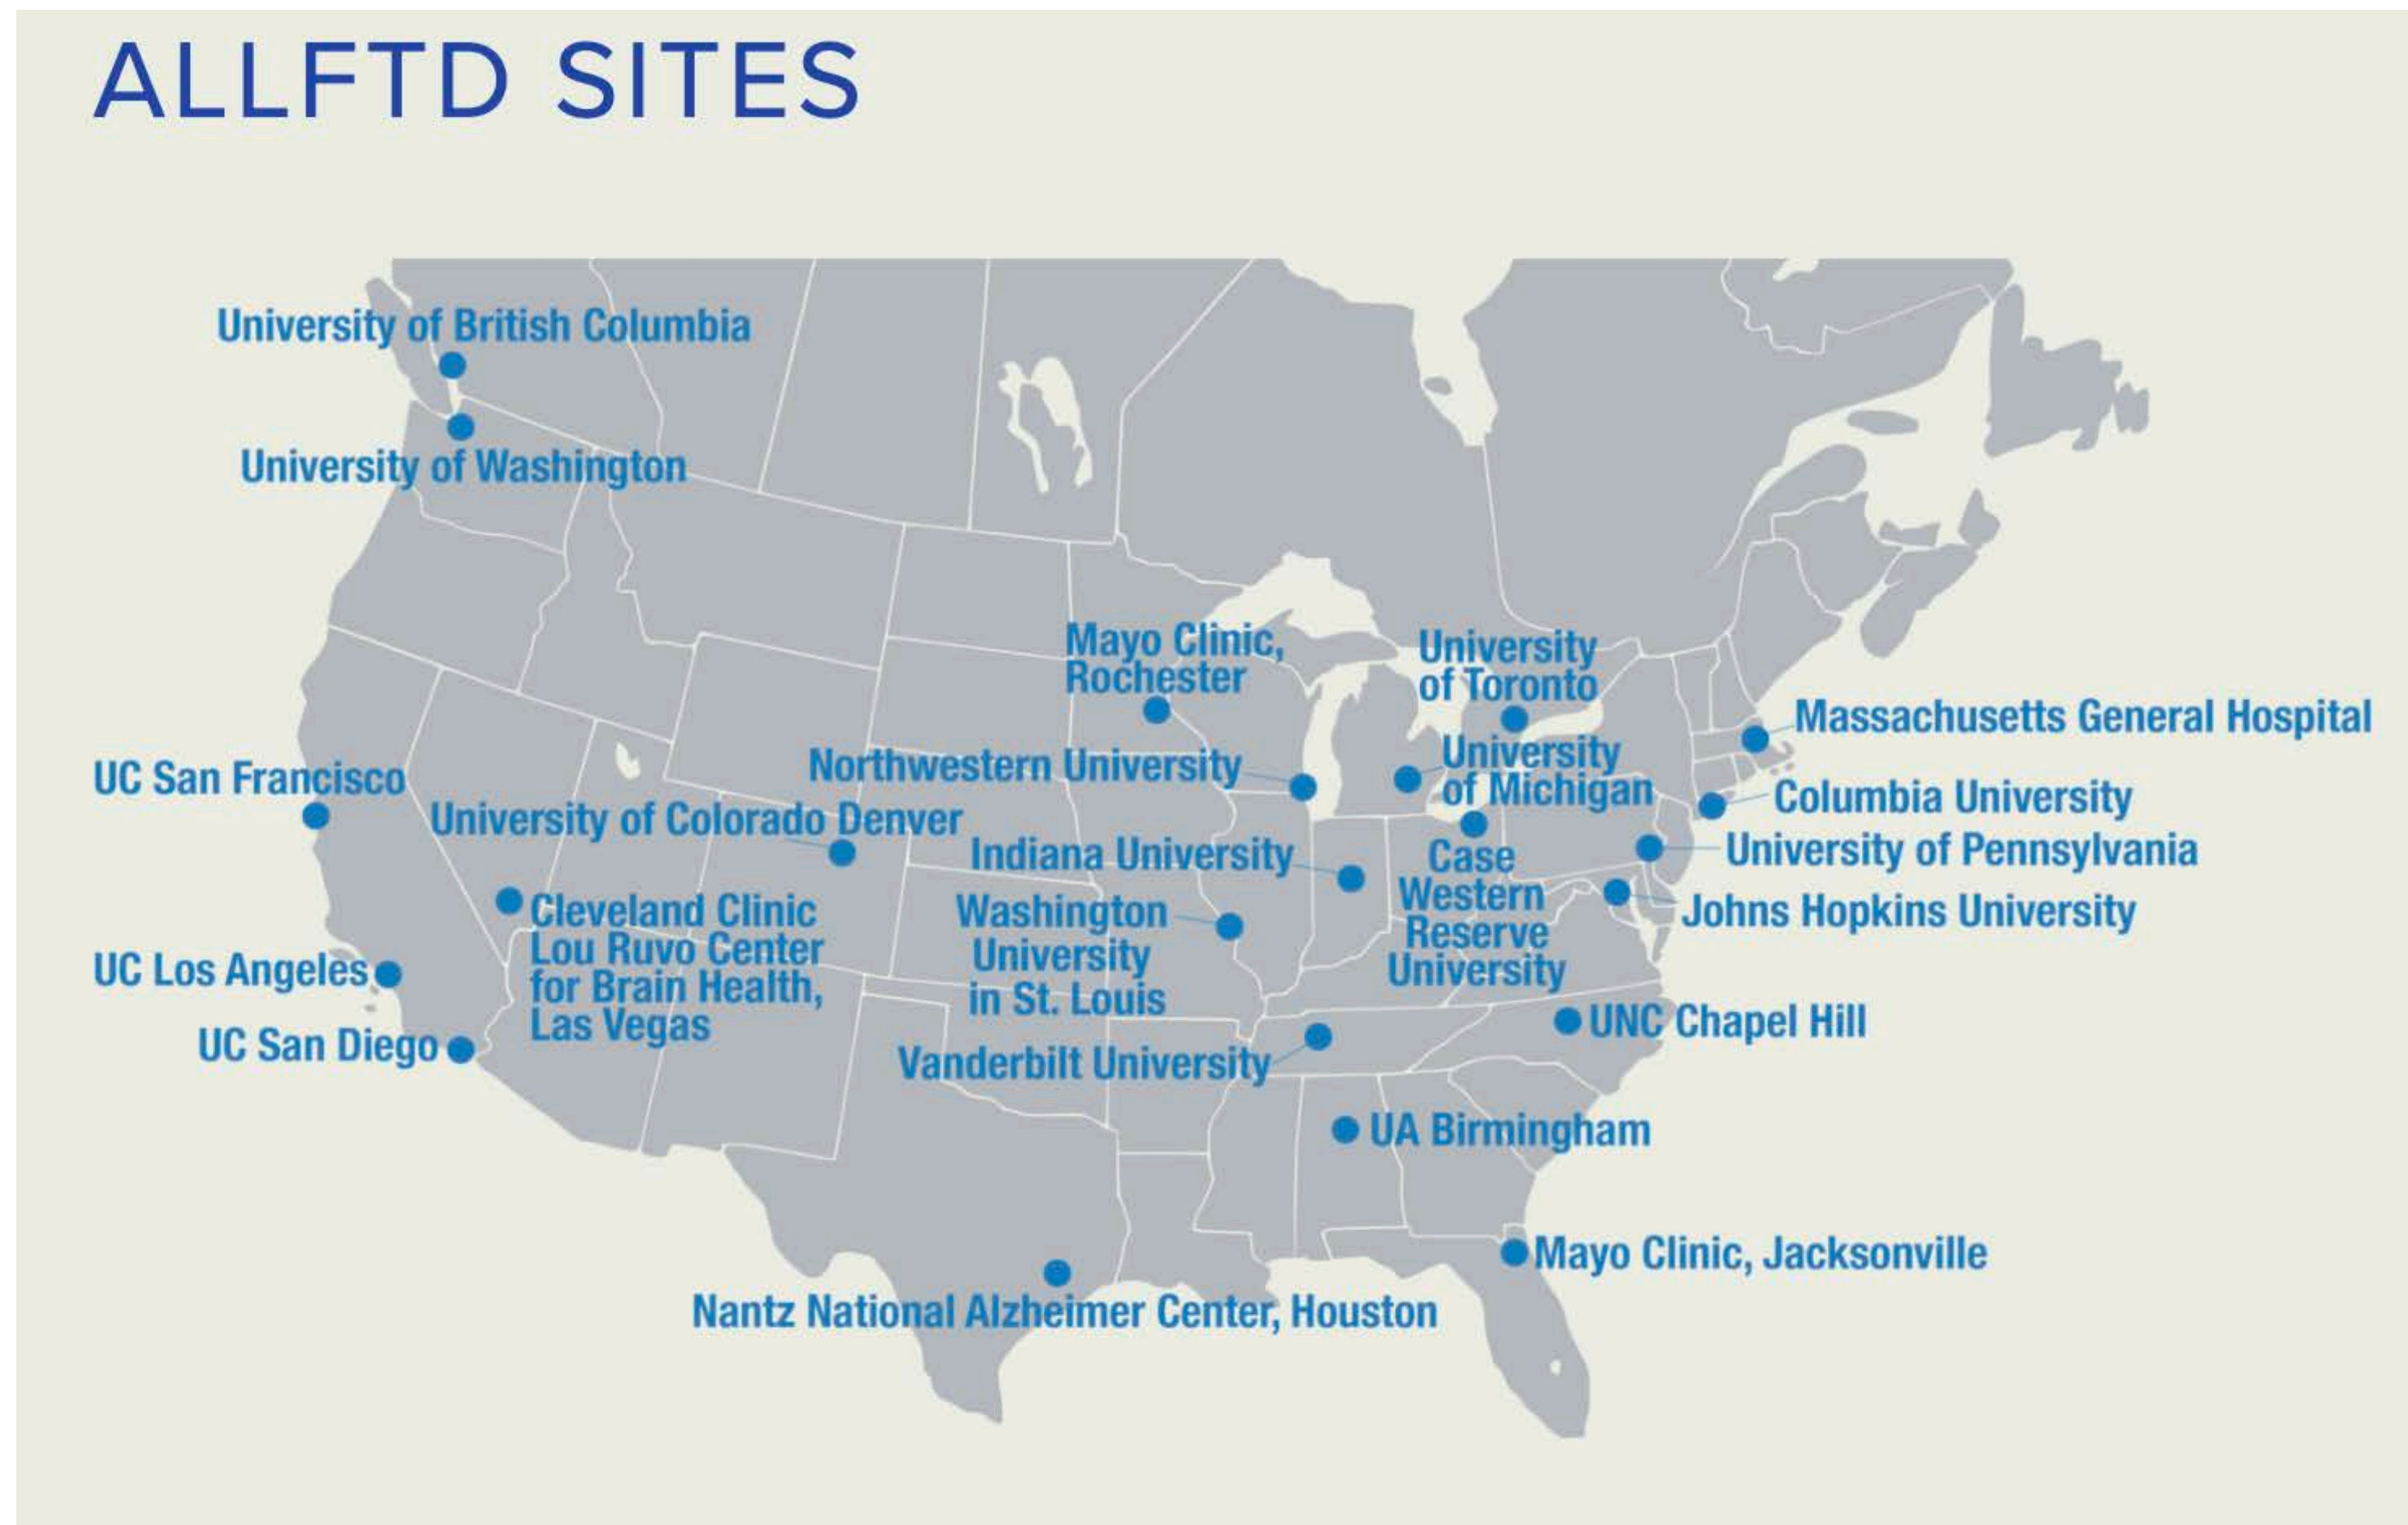 ALLFTD SITES
University of British Columbia
University of Washington
Mayo Clinic,
Rochester
University
of Toronto
Massachusetts General Hospital
UC San Francisco
Northwestern University
University
of Michigan
Columbia University
University of Colorado Denver
Indiana University
Case
Western
Reserve
University
University of Pennsylvania
Cleveland Clinic
Lou Ruvo Center
for Brain Health,
Las Vegas
Washington
University
in St. Louis
Johns Hopkins University
UC Los Angeles
UC San Diego
UNC Chapel Hill
Vanderbilt University
UA Birmingham
Mayo Clinic, Jacksonville
Nantz National Alzheimer Center, Houston